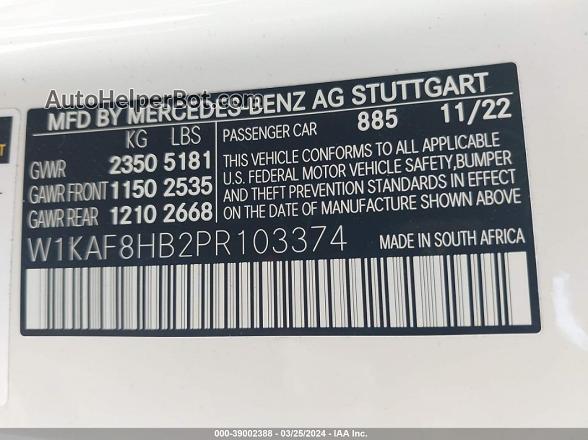 AutoHelperBot.com
MFD BY MERCEDES-BENZ AG STUTTGART
KG LBS
PASSENGER CAR 885 11/22
GVWR 2350 5181
GAWR FRONT 1150 2535
GAWR REAR 1210 2668
THIS VEHICLE CONFORMS TO ALL APPLICABLE
U.S. FEDERAL MOTOR VEHICLE SAFETY, BUMPER
AND THEFT PREVENTION STANDARDS IN EFFECT
ON THE DATE OF MANUFACTURE SHOWN ABOVE.
W1KAF8HB2PR103374 MADE IN SOUTH AFRICA
000-39002388 - 03/25/2024 - IAA Inc.